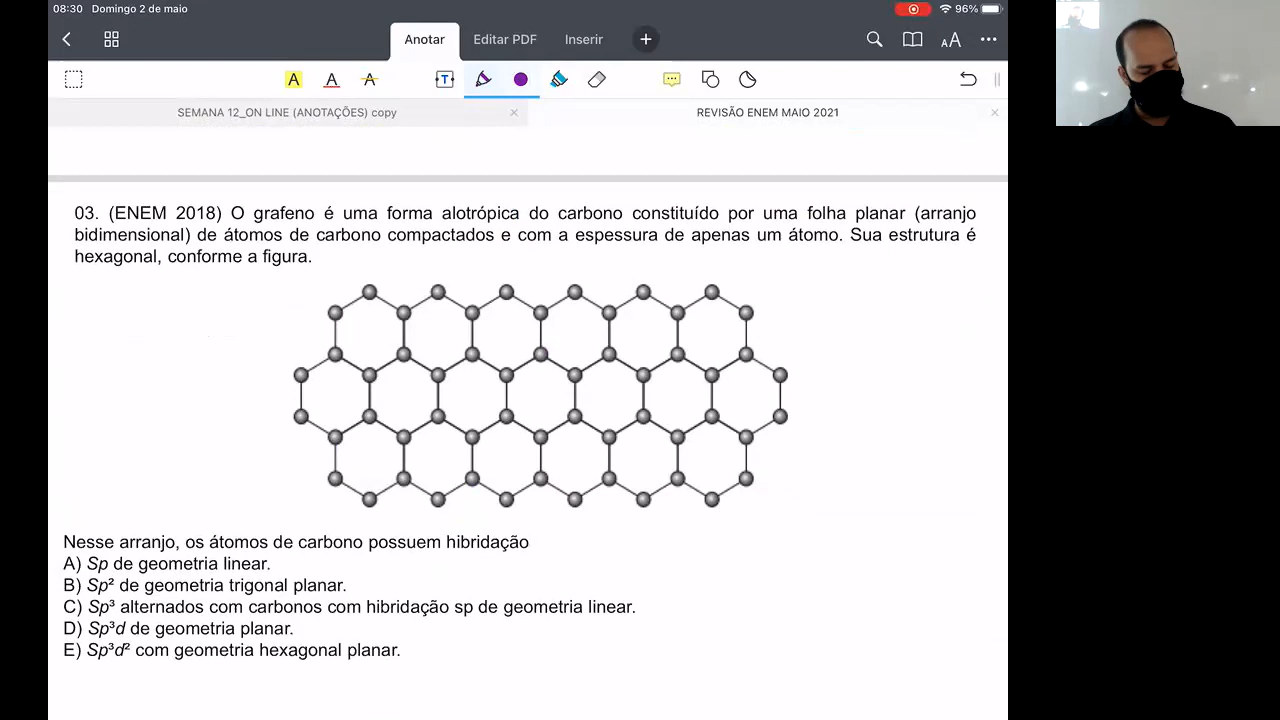 08:30 Domingo 2 de maio
96%
Anotar
Editar PDF
Inserir
+
AA
A A A T
SEMANA 12_ON LINE (ANOTAÇÕES) copy ×
REVISÃO ENEM MAIO 2021 ×
03. (ENEM 2018) O grafeno é uma forma alotrópica do carbono constituído por uma folha planar (arranjo
bidimensional) de átomos de carbono compactados e com a espessura de apenas um átomo. Sua estrutura é
hexagonal, conforme a figura.
Nesse arranjo, os átomos de carbono possuem hibridação
A) Sp de geometria linear.
B) Sp² de geometria trigonal planar.
C) Sp³ alternados com carbonos com hibridação sp de geometria linear.
D) Sp³d de geometria planar.
E) Sp³d² com geometria hexagonal planar.